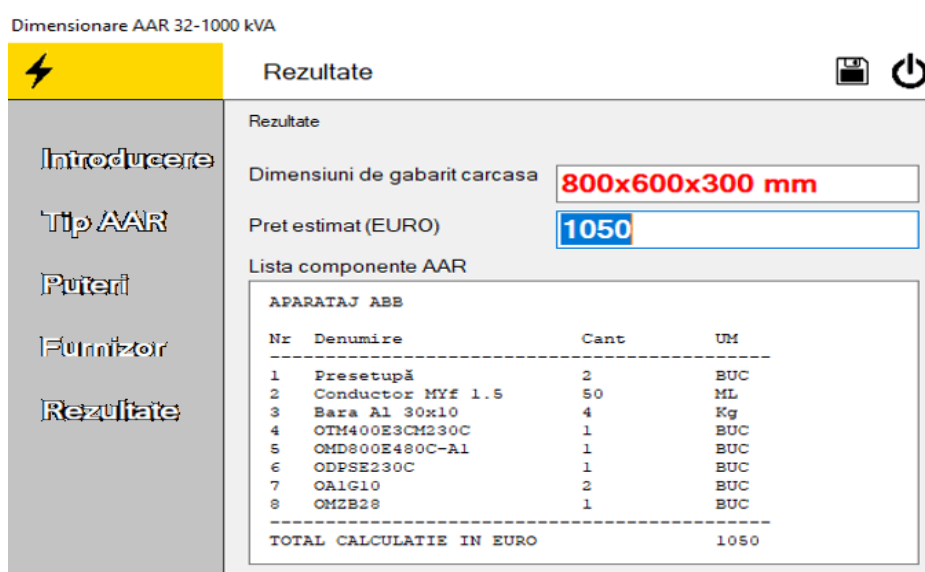 Dimensionare AAR 32-1000 kVA
Rezultate
Rezultate
Introducere
Tip AAR
Puteri
Furnizor
Rezultate
Dimensiuni de gabarit carcasa
800x600x300 mm
Pret estimat (EURO)
1050
Lista componente AAR
APARATAJ ABB
Nr Denumire Cant UM
-----------------------------------------------
1 Presetupă 2 BUC
2 Conductor MYf 1.5 50 ML
3 Bara Al 30x10 4 Kg
4 OTM400E3CM230C 1 BUC
5 OMD800E480C-A1 1 BUC
6 ODPSE230C 1 BUC
7 OA1G10 2 BUC
8 OMZB28 1 BUC
-----------------------------------------------
TOTAL CALCULATIE IN EURO 1050